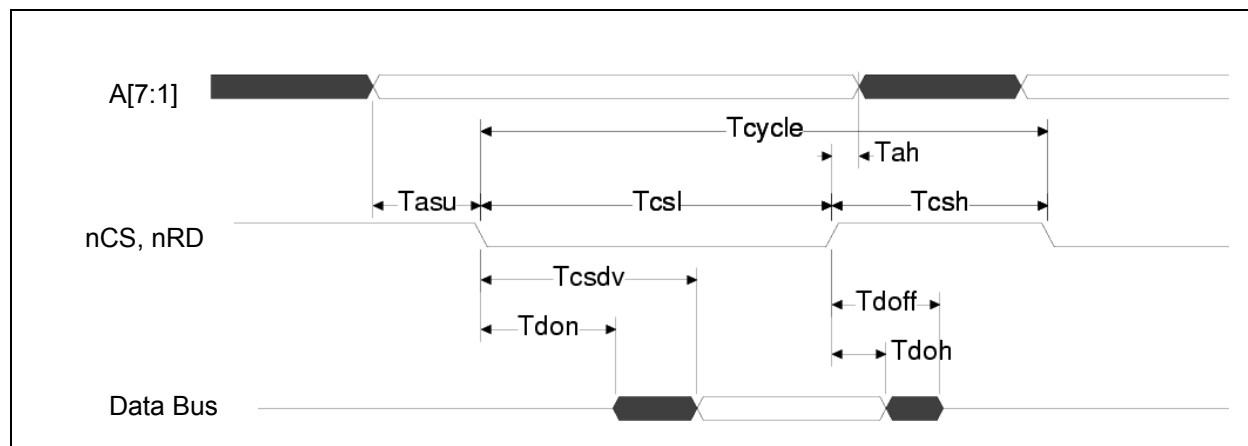 A[7:1]
Tcycle
Tah
Tasu
Tcsl
Tcsh
nCS, nRD
Tcsdv
Tdoff
Tdon
Tdoh
Data Bus